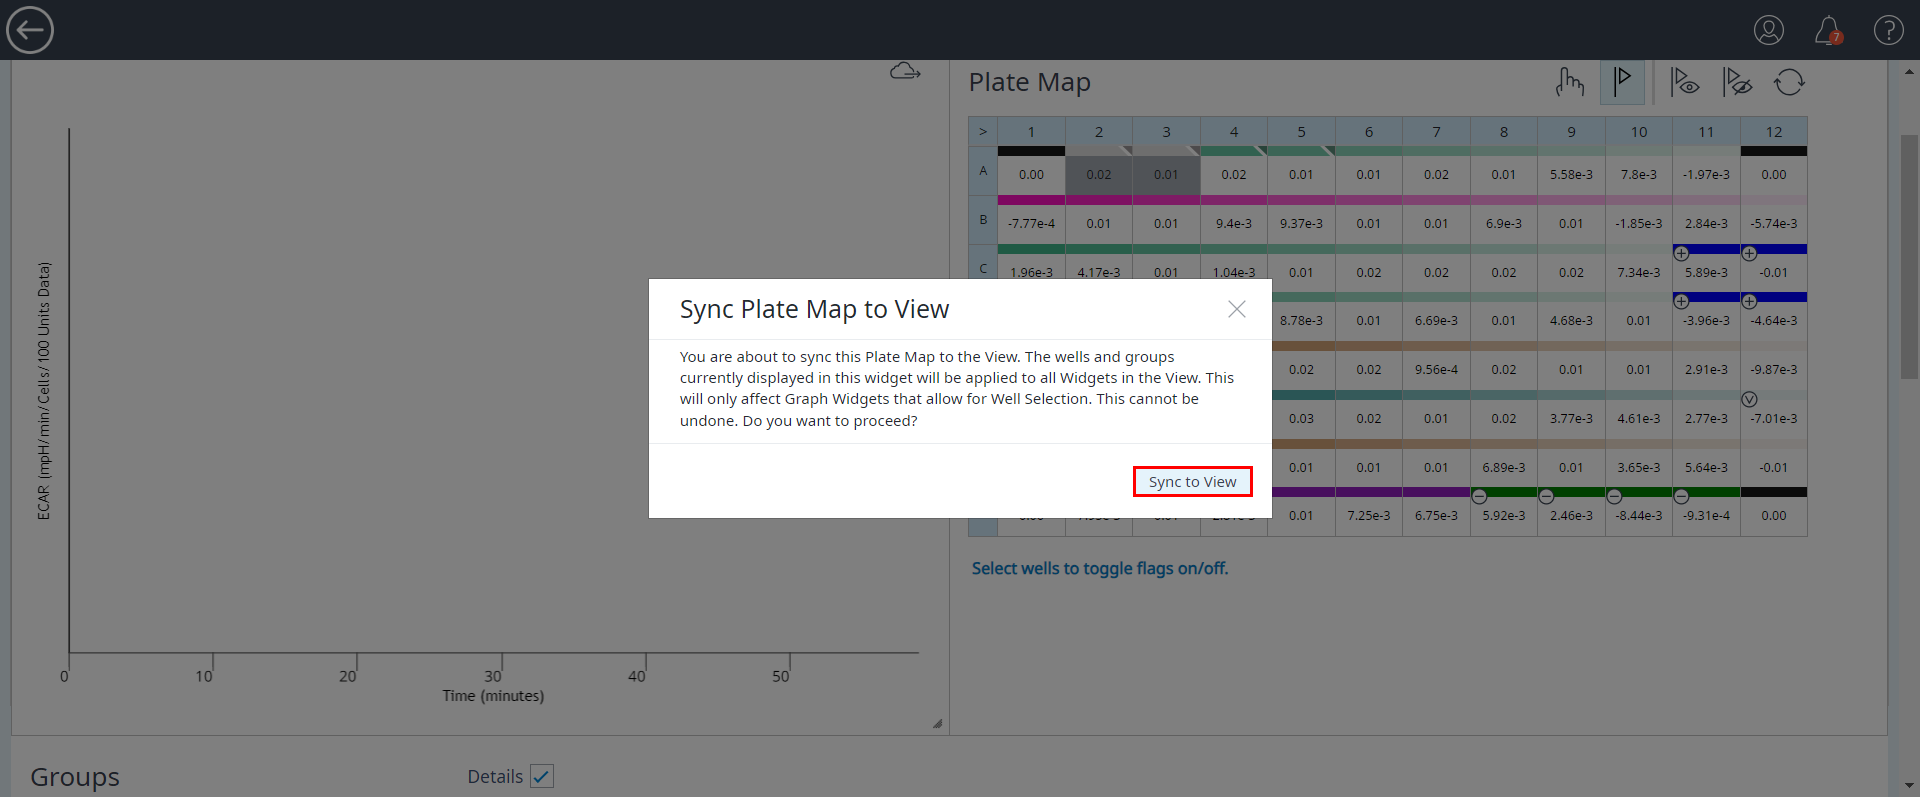 7
?
Plate Map
> 1 2 3 4 5 6 7 8 9 10 11 12
A 0.00 0.02 0.01 0.02 0.01 0.01 0.02 0.01 5.58e-3 7.8e-3 -1.97e-3 0.00
B -7.77e-4 0.01 0.01 9.4e-3 9.37e-3 0.01 0.01 6.9e-3 0.01 -1.85e-3 2.84e-3 -5.74e-3
C 1.96e-3 4.17e-3 0.01 1.04e-3 0.01 0.02 0.02 0.02 0.02 7.34e-3 5.89e-3 -0.01
8.78e-3 0.01 6.69e-3 0.01 4.68e-3 0.01 -3.96e-3 -4.64e-3
0.02 0.02 9.56e-4 0.02 0.01 0.01 2.91e-3 -9.87e-3
V
0.03 0.02 0.01 0.02 3.77e-3 4.61e-3 2.77e-3 -7.01e-3
0.01 0.01 0.01 6.89e-3 0.01 3.65e-3 5.64e-3 -0.01
0.01 7.25e-3 6.75e-3 5.92e-3 2.46e-3 -8.44e-3 -9.31e-4 0.00
Select wells to toggle flags on/off.
Sync Plate Map to View
You are about to sync this Plate Map to the View. The wells and groups
currently displayed in this widget will be applied to all Widgets in the View. This
will only affect Graph Widgets that allow for Well Selection. This cannot be
undone. Do you want to proceed?
Sync to View
ECAR (mpH/min/Cells/100 Units Data)
0 10 20 30 40 50
Time (minutes)
Groups
Details